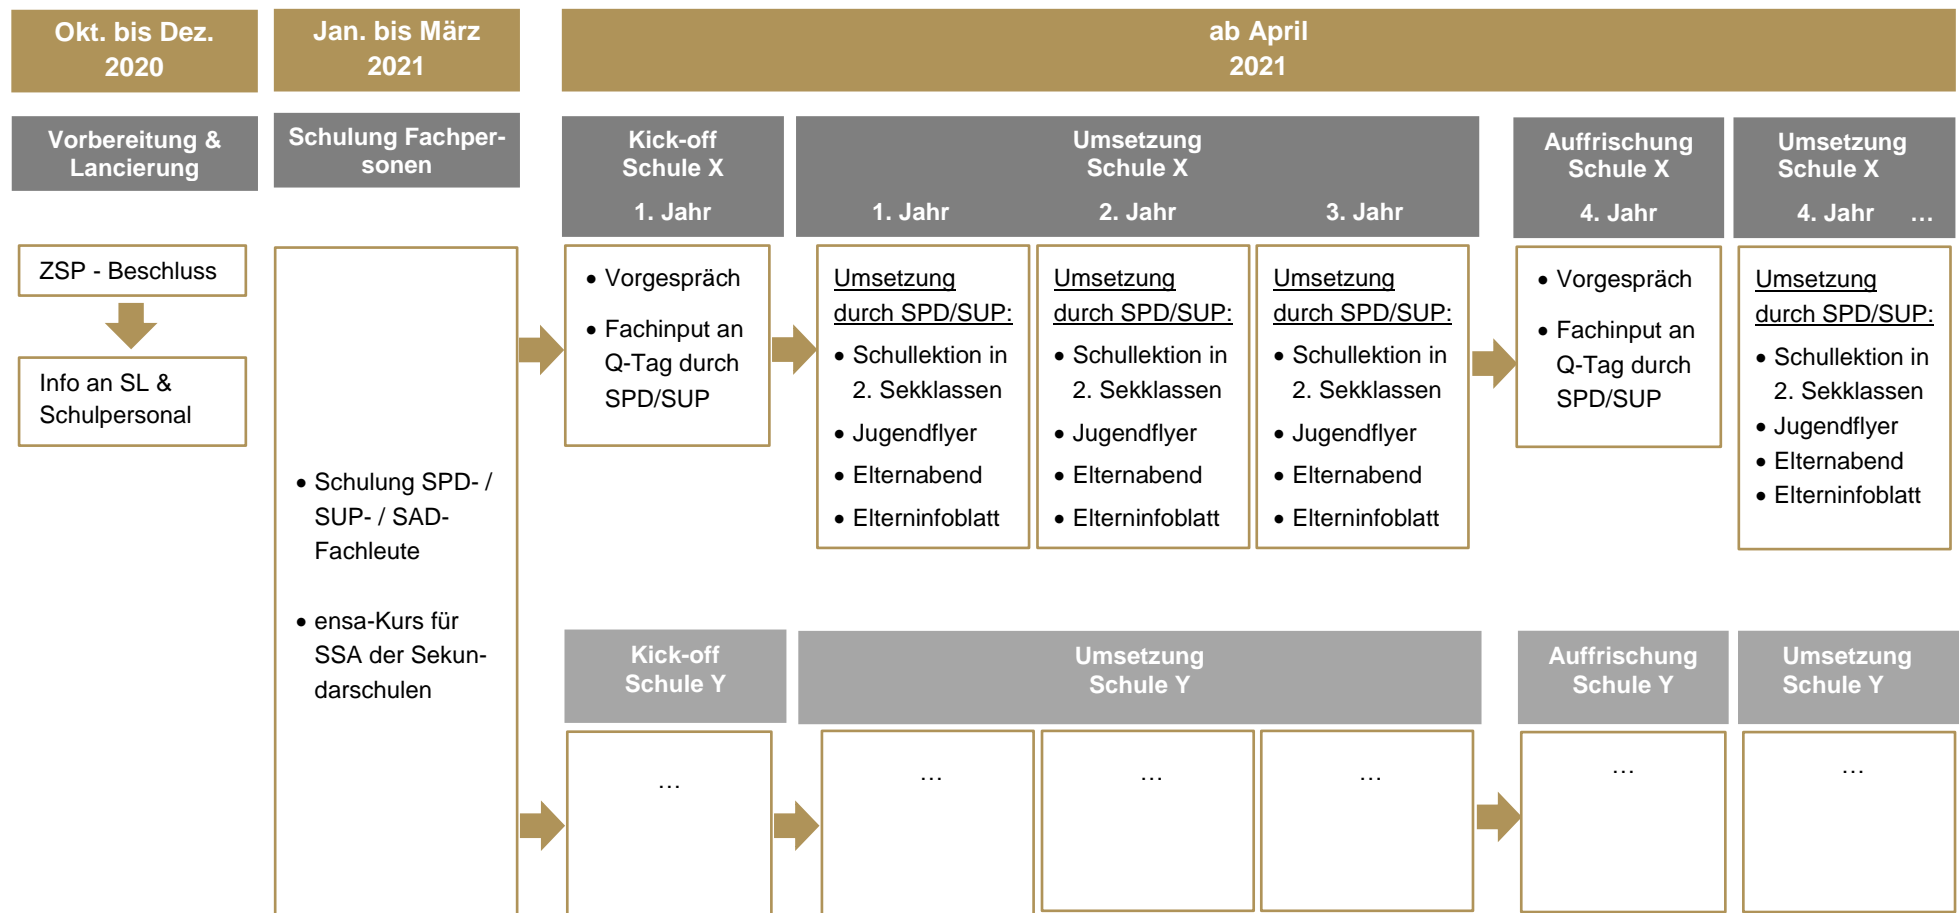 Okt. bis Dez.
2020
Jan. bis März
2021
ab April
2021
Vorbereitung &
Lancierung
Schulung Fachper-
sonen
Kick-off
Schule X
1. Jahr
Umsetzung
Schule X
1. Jahr
2. Jahr
3. Jahr
Auffrischung
Schule X
4. Jahr
Umsetzung
Schule X
4. Jahr …
ZSP - Beschluss
Info an SL &
Schulpersonal
• Schulung SPD- /
SUP- / SAD-
Fachleute
• ensa-Kurs für
SSA der Sekun-
darschulen
• Vorgespräch
• Fachinput an
Q-Tag durch
SPD/SUP
Umsetzung
durch SPD/SUP:
• Schullektion in
2. Sekklassen
• Jugendflyer
• Elternabend
• Elterninfoblatt
Umsetzung
durch SPD/SUP:
• Schullektion in
2. Sekklassen
• Jugendflyer
• Elternabend
• Elterninfoblatt
Umsetzung
durch SPD/SUP:
• Schullektion in
2. Sekklassen
• Jugendflyer
• Elternabend
• Elterninfoblatt
• Vorgespräch
• Fachinput an
Q-Tag durch
SPD/SUP
Umsetzung
durch SPD/SUP:
• Schullektion in
2. Sekklassen
• Jugendflyer
• Elternabend
• Elterninfoblatt
Kick-off
Schule Y
Umsetzung
Schule Y
Auffrischung
Schule Y
Umsetzung
Schule Y
…
…
…
…
…
…